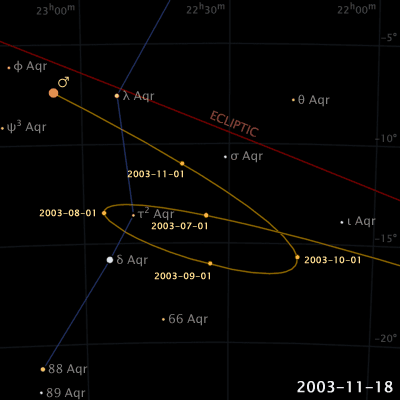 23ʰ00ᵐ
22ʰ30ᵐ
22ʰ00ᵐ
-5°
φ Aqr
♂
λ Aqr
θ Aqr
ECLIPTIC
ψ³ Aqr
-10°
σ Aqr
2003-11-01
2003-08-01
τ² Aqr
2003-07-01
ι Aqr
-15°
δ Aqr
2003-09-01
2003-10-01
66 Aqr
-20°
88 Aqr
89 Aqr
2003-11-18